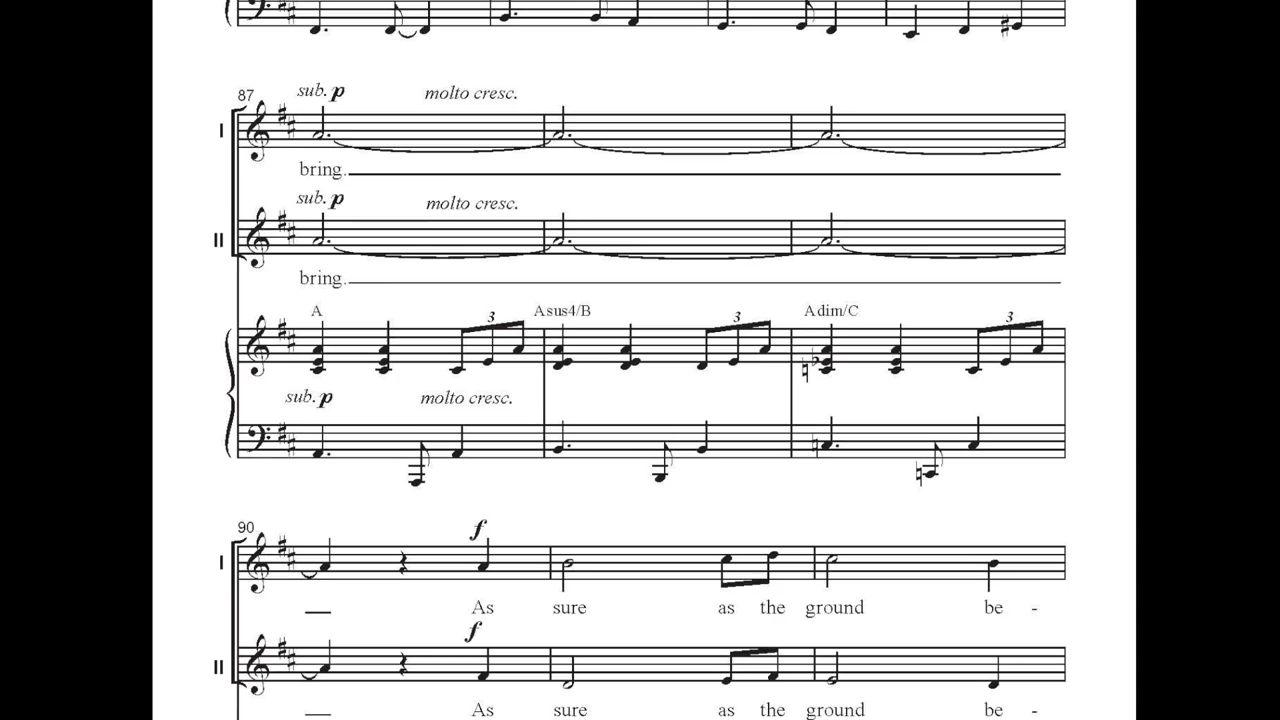 87
sub. p molto cresc.
I
bring.
sub. p molto cresc.
II
bring.
A Asus4/B Adim/C
3 3 3
sub. p molto cresc.
90
f
I
As sure as the ground be -
f
II
As sure as the ground be -